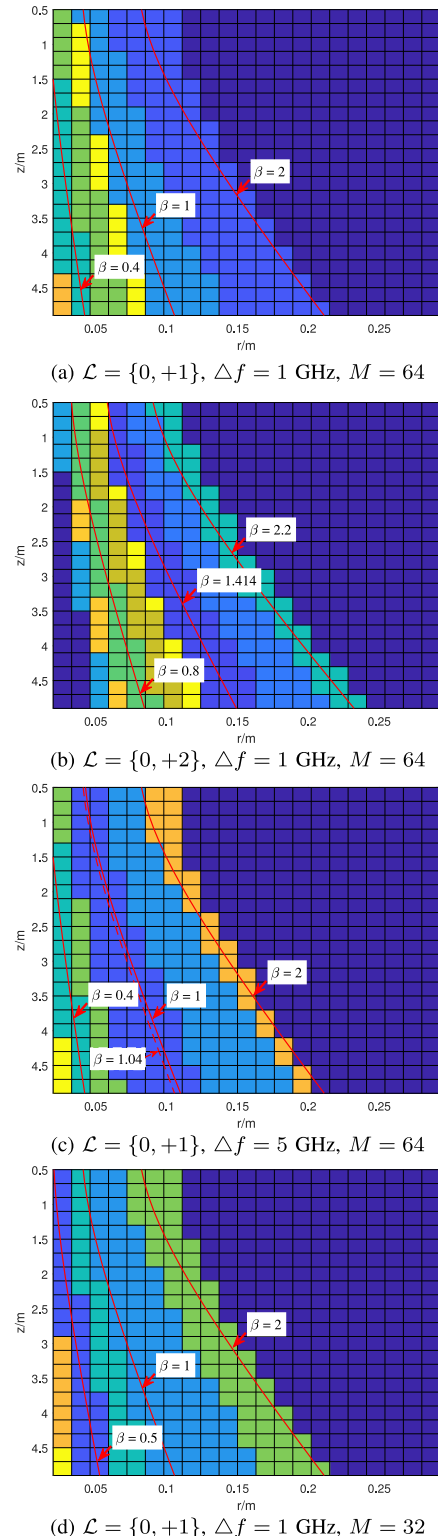 0.5
1
1.5
2
2.5
3
3.5
4
4.5
z/m
β = 2
β = 1
β = 0.4
0.05 0.1 0.15 0.2 0.25
r/m
(a) ℒ = {0, +1}, △f = 1 GHz, M = 64
0.5
1
1.5
2
2.5
3
3.5
4
4.5
z/m
β = 2.2
β = 1.414
β = 0.8
0.05 0.1 0.15 0.2 0.25
r/m
(b) ℒ = {0, +2}, △f = 1 GHz, M = 64
0.5
1
1.5
2
2.5
3
3.5
4
4.5
z/m
β = 2
β = 0.4
β = 1
β = 1.04
0.05 0.1 0.15 0.2 0.25
r/m
(c) ℒ = {0, +1}, △f = 5 GHz, M = 64
0.5
1
1.5
2
2.5
3
3.5
4
4.5
z/m
β = 2
β = 1
β = 0.5
0.05 0.1 0.15 0.2 0.25
r/m
(d) ℒ = {0, +1}, △f = 1 GHz, M = 32